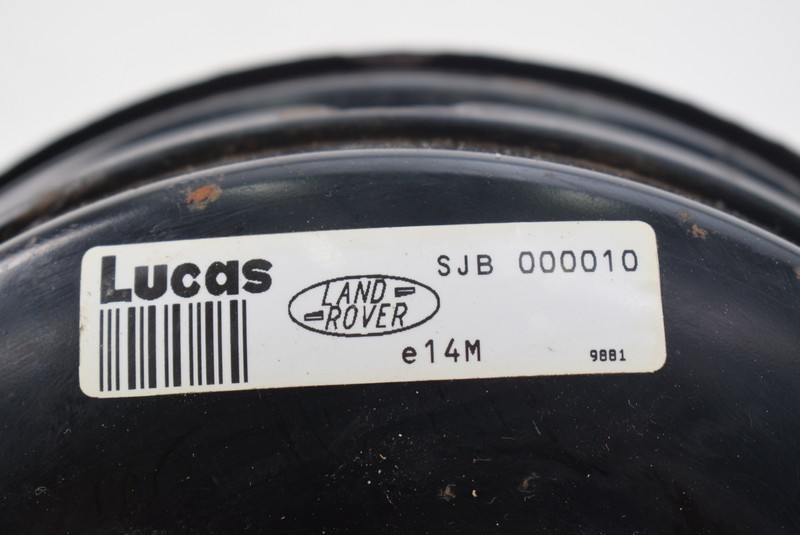 Lucas
LAND
ROVER
SJB 000010
e14M
9881